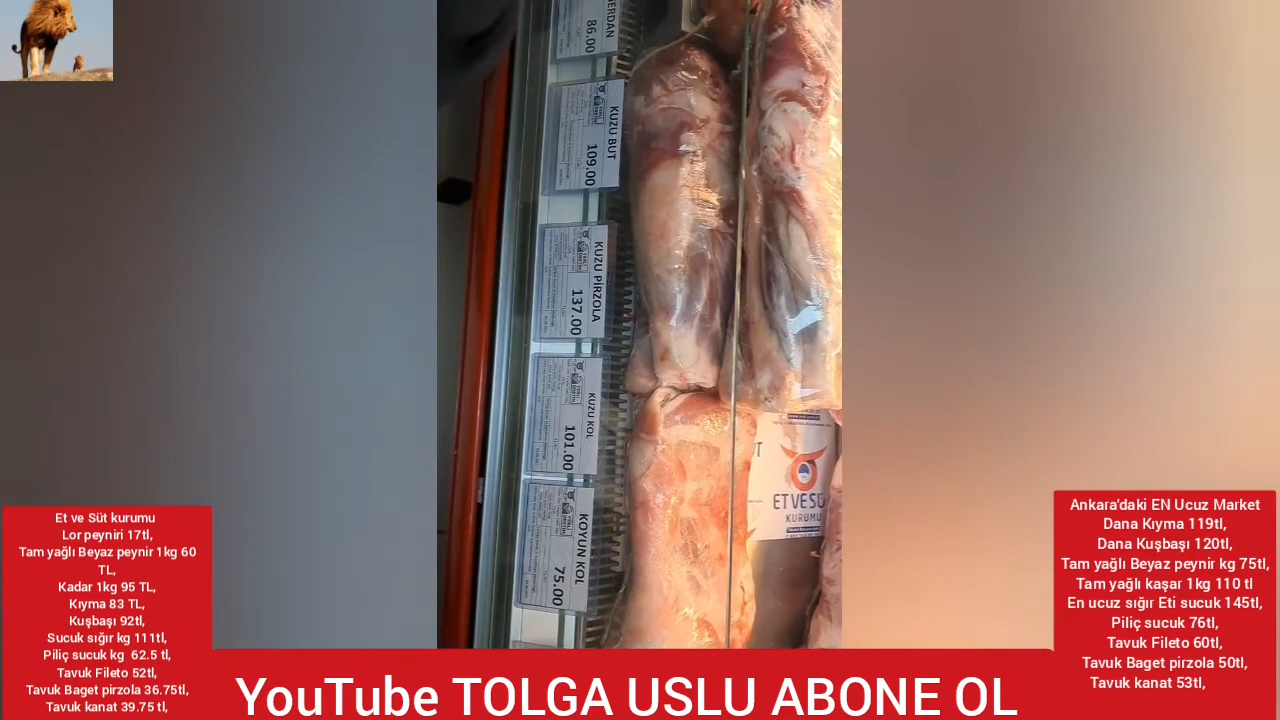 ERDAN
86.00
KUZU BUT
109.00
KUZU PİRZOLA
137.00
KUZU KOL
101.00
KOYUN KOL
75.00
ET VE SÜ
KURUMU
Et ve Süt kurumu
Lor peyniri 17tl,
Tam yağlı Beyaz peynir 1kg 60
TL,
Kadar 1kg 95 TL,
Kıyma 83 TL,
Kuşbaşı 92tl,
Sucuk sığır kg 111tl,
Piliç sucuk kg 62.5 tl,
Tavuk Fileto 52tl,
Tavuk Baget pirzola 36.75tl,
Tavuk kanat 39.75 tl,
Ankara'daki EN Ucuz Market
Dana Kıyma 119tl,
Dana Kuşbaşı 120tl,
Tam yağlı Beyaz peynir kg 75tl,
Tam yağlı kaşar 1kg 110 tl
En ucuz sığır Eti sucuk 145tl,
Piliç sucuk 76tl,
Tavuk Fileto 60tl,
Tavuk Baget pirzola 50tl,
Tavuk kanat 53tl,
YouTube TOLGA USLU ABONE OL